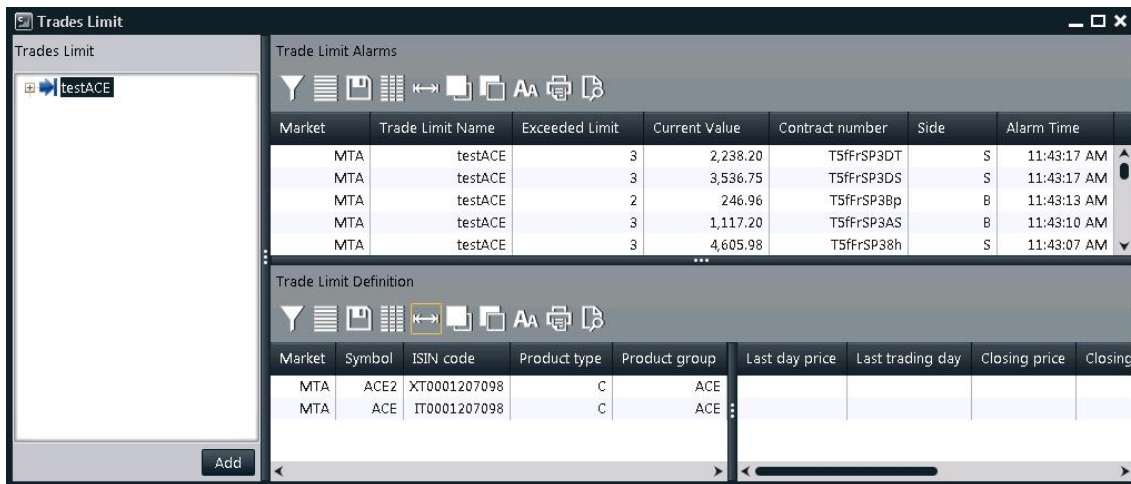 Trades Limit
Trades Limit
testACE
Add
Trade Limit Alarms
Market Trade Limit Name Exceeded Limit Current Value Contract number Side Alarm Time
MTA testACE 3 2,238.20 T5fFrSP3DT S 11:43:17 AM
MTA testACE 3 3,536.75 T5fFrSP3DS S 11:43:17 AM
MTA testACE 2 246.96 T5fFrSP3Bp B 11:43:13 AM
MTA testACE 3 1,117.20 T5fFrSP3AS B 11:43:10 AM
MTA testACE 3 4,605.98 T5fFrSP38h S 11:43:07 AM
Trade Limit Definition
Market Symbol ISIN code Product type Product group Last day price Last trading day Closing price Closing
MTA ACE2 XT0001207098 C ACE
MTA ACE IT0001207098 C ACE